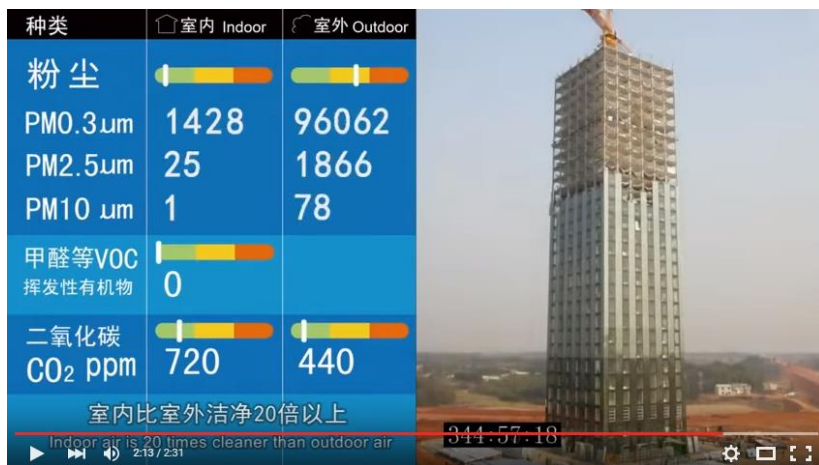 种类 室内 Indoor 室外 Outdoor
粉尘
PM0.3um 1428 96062
PM2.5um 25 1866
PM10 um 1 78
甲醛等VOC
挥发性有机物 0
二氧化碳
CO2 ppm 720 440
室内比室外洁净20倍以上
Indoor air is 20 times cleaner than outdoor air
344:57:18
2:13 / 2:31